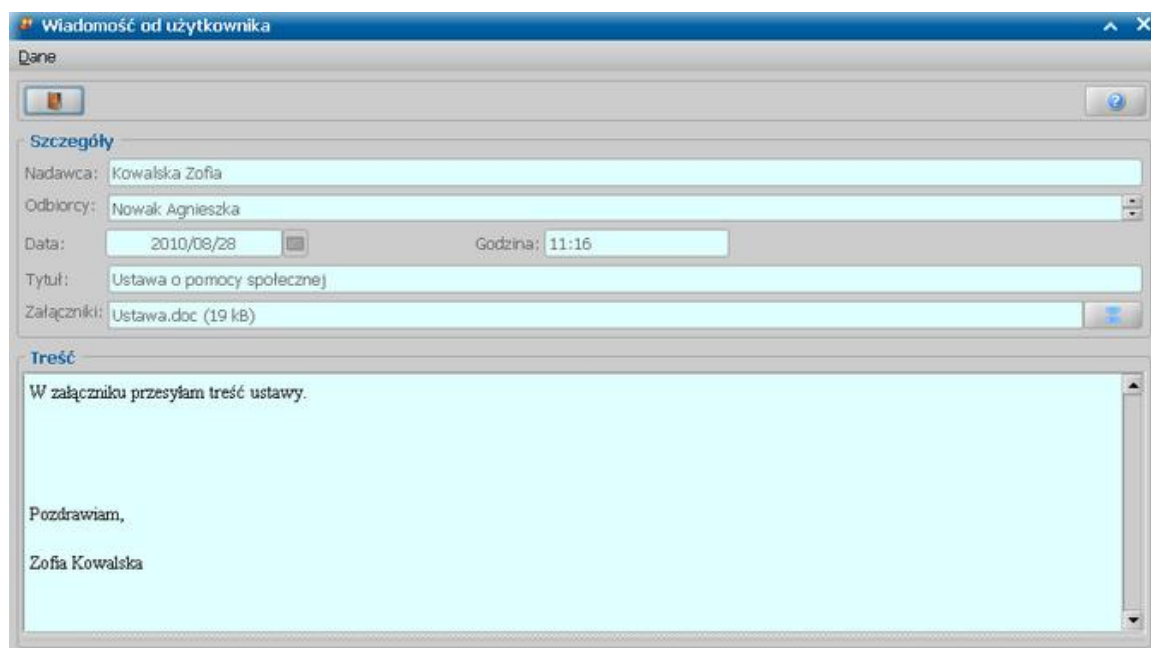 Wiadomość od użytkownika
Dane
Szczegóły
Nadawca: Kowalska Zofia
Odbiorcy: Nowak Agnieszka
Data: 2010/08/28 Godzina: 11:16
Tytuł: Ustawa o pomocy społecznej
Załączniki: Ustawa.doc (19 kB)
Treść
W załączniku przesyłam treść ustawy.
Pozdrawiam,
Zofia Kowalska